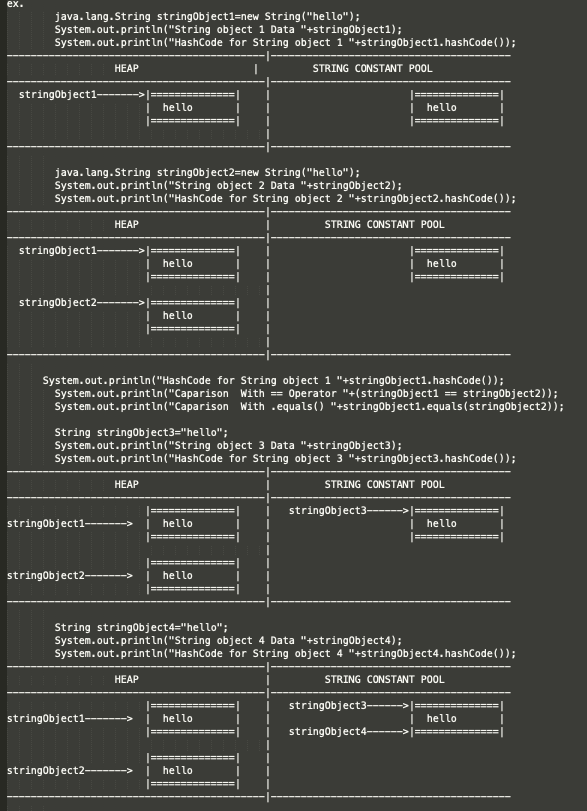 ex.
        java.lang.String stringObject1=new String("hello");
        System.out.println("String object 1 Data "+stringObject1);
        System.out.println("HashCode for String object 1 "+stringObject1.hashCode());
-------------------------------------------|----------------------------------------
                  HEAP                   |         STRING CONSTANT POOL
-------------------------------------------|----------------------------------------
  stringObject1------->|==============|    |                       |==============|
                       |  hello       |    |                       |  hello       |
                       |==============|    |                       |==============|
                                           |
-------------------------------------------|----------------------------------------
        java.lang.String stringObject2=new String("hello");
        System.out.println("String object 2 Data "+stringObject2);
        System.out.println("HashCode for String object 2 "+stringObject2.hashCode());
-------------------------------------------|----------------------------------------
                  HEAP                     |         STRING CONSTANT POOL
-------------------------------------------|----------------------------------------
  stringObject1------->|==============|    |                       |==============|
                       |  hello       |    |                       |  hello       |
                       |==============|    |                       |==============|
                                           |
  stringObject2------->|==============|    |
                       |  hello       |    |
                       |==============|    |
                                           |
-------------------------------------------|----------------------------------------
      System.out.println("HashCode for String object 1 "+stringObject1.hashCode());
        System.out.println("Caparison  With == Operator "+(stringObject1 == stringObject2));
        System.out.println("Caparison  With .equals() "+stringObject1.equals(stringObject2));
        String stringObject3="hello";
        System.out.println("String object 3 Data "+stringObject3);
        System.out.println("HashCode for String object 3 "+stringObject3.hashCode());
-------------------------------------------|----------------------------------------
                  HEAP                     |         STRING CONSTANT POOL
-------------------------------------------|----------------------------------------
                       |==============|    |   stringObject3------>|==============|
stringObject1------->  |  hello       |    |                       |  hello       |
                       |==============|    |                       |==============|
                                           |
                       |==============|    |
stringObject2------->  |  hello       |    |
                       |==============|    |
-------------------------------------------|----------------------------------------
        String stringObject4="hello";
        System.out.println("String object 4 Data "+stringObject4);
        System.out.println("HashCode for String object 4 "+stringObject4.hashCode());
-------------------------------------------|----------------------------------------
                  HEAP                     |         STRING CONSTANT POOL
-------------------------------------------|----------------------------------------
                       |==============|    |   stringObject3------>|==============|
stringObject1------->  |  hello       |    |                       |  hello       |
                       |==============|    |   stringObject4------>|==============|
                                           |
                       |==============|    |
stringObject2------->  |  hello       |    |
                       |==============|    |
-------------------------------------------|----------------------------------------